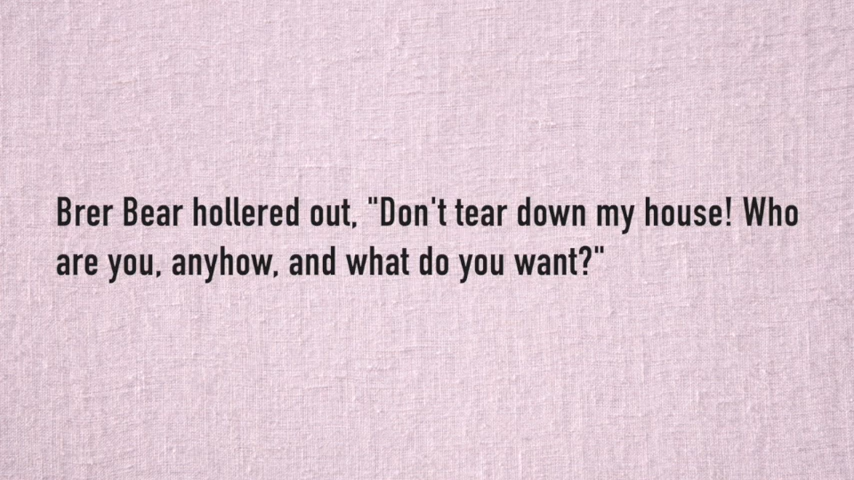 Brer Bear hollered out, "Don't tear down my house! Who
are you, anyhow, and what do you want?"